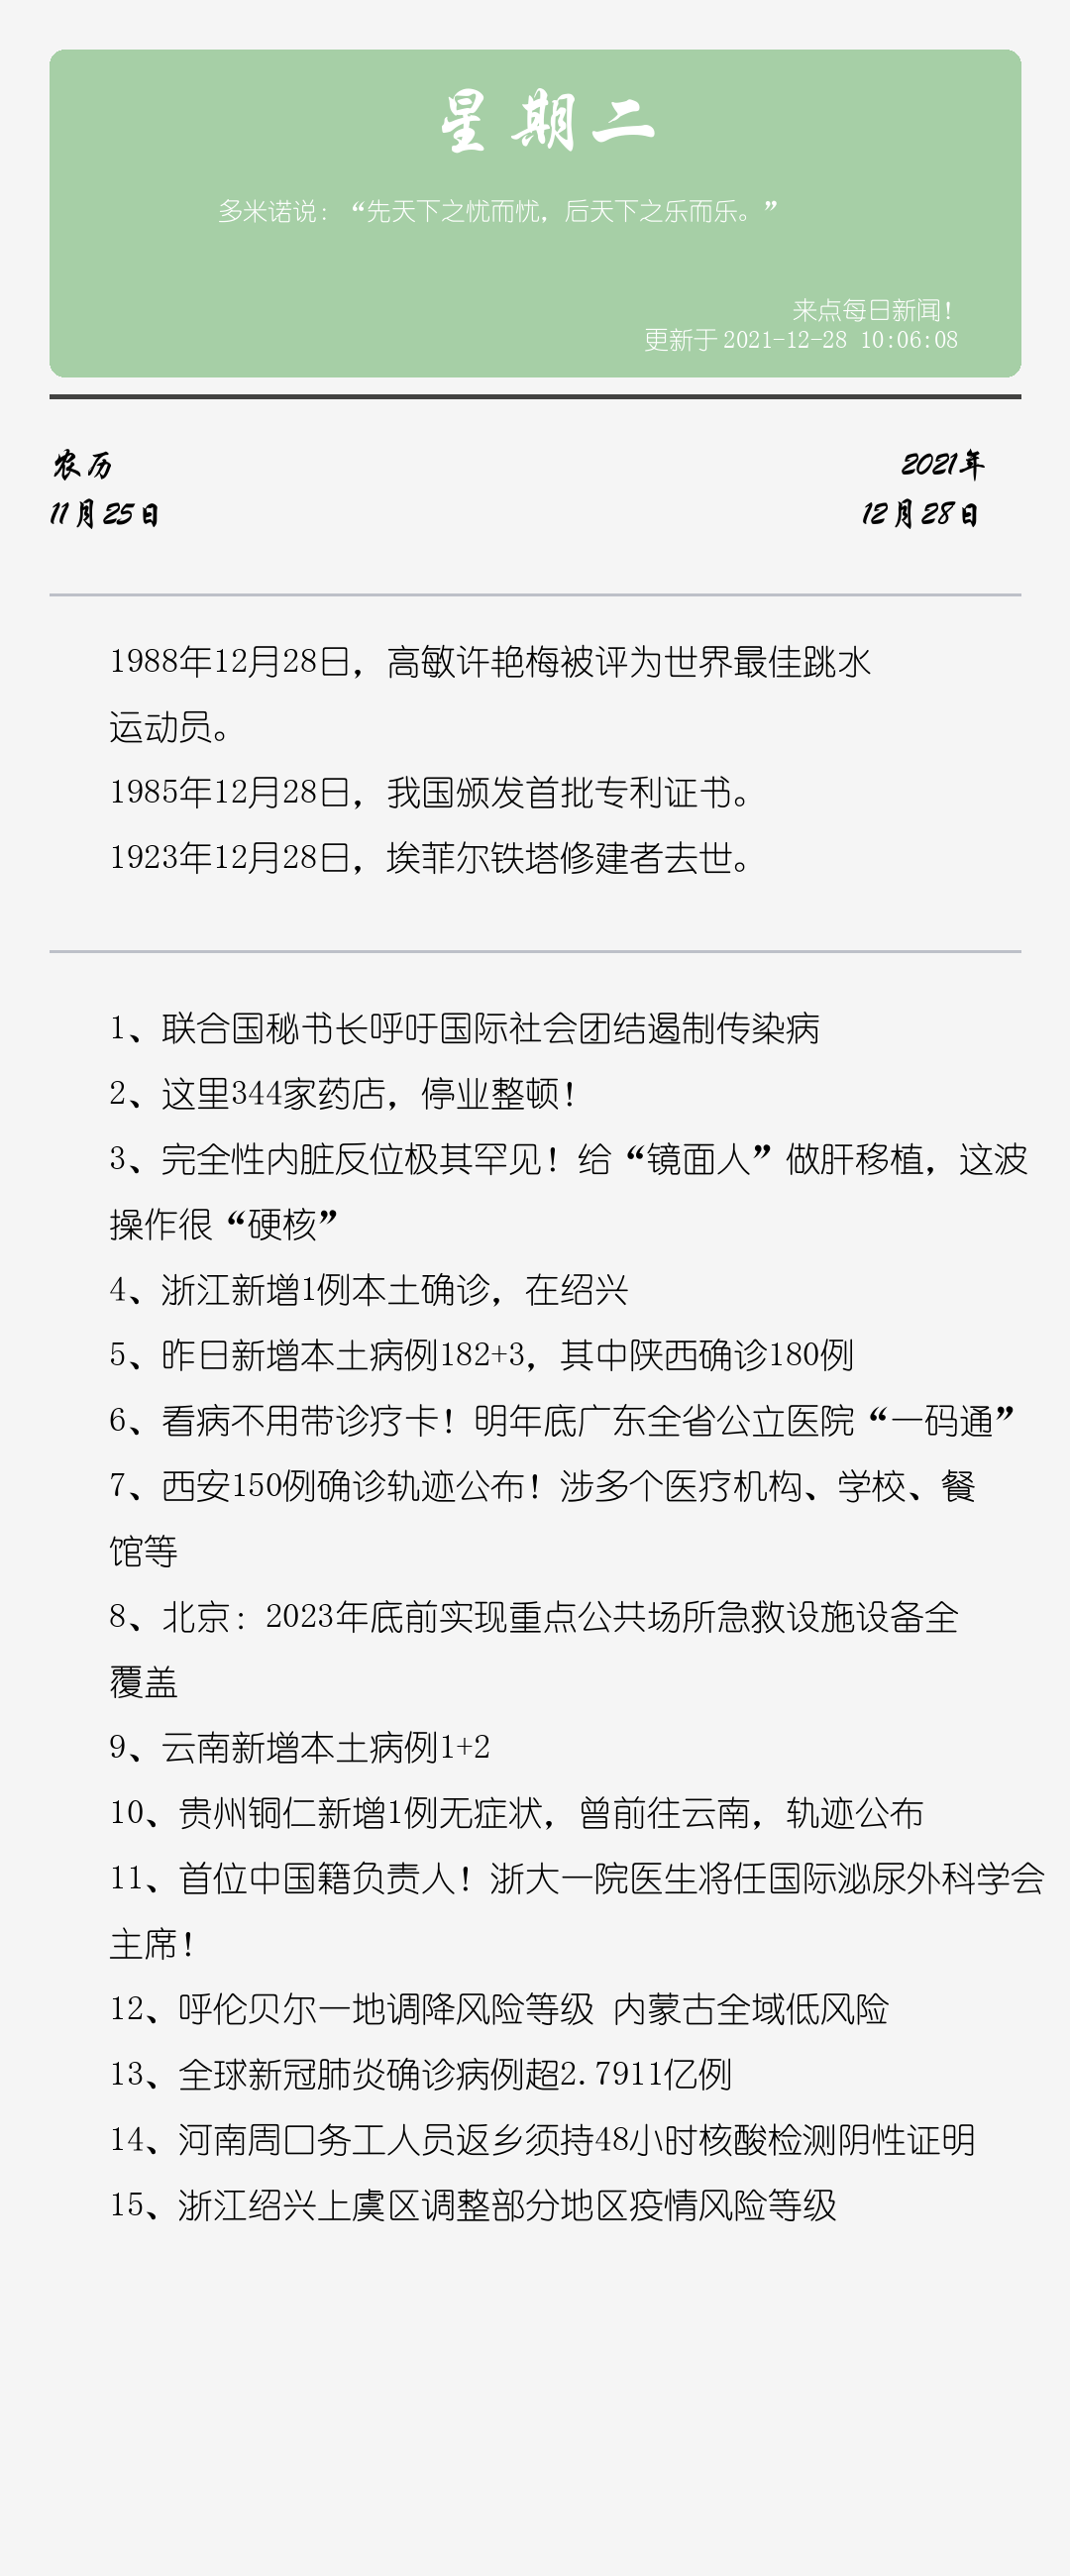 星期二
多米诺说：“先天下之忧而忧，后天下之乐而乐。”
来点每日新闻！
更新于2021-12-28 10:06:08
农历
11月25日
2021年
12月28日
1988年12月28日，高敏许艳梅被评为世界最佳跳水
运动员。
1985年12月28日，我国颁发首批专利证书。
1923年12月28日，埃菲尔铁塔修建者去世。
1、联合国秘书长呼吁国际社会团结遏制传染病
2、这里344家药店，停业整顿！
3、完全性内脏反位极其罕见！给“镜面人”做肝移植，这波
操作很“硬核”
4、浙江新增1例本土确诊，在绍兴
5、昨日新增本土病例182+3，其中陕西确诊180例
6、看病不用带诊疗卡！明年底广东全省公立医院“一码通”
7、西安150例确诊轨迹公布！涉多个医疗机构、学校、餐
馆等
8、北京：2023年底前实现重点公共场所急救设施设备全
覆盖
9、云南新增本土病例1+2
10、贵州铜仁新增1例无症状，曾前往云南，轨迹公布
11、首位中国籍负责人！浙大一院医生将任国际泌尿外科学会
主席！
12、呼伦贝尔一地调降风险等级 内蒙古全域低风险
13、全球新冠肺炎确诊病例超2.7911亿例
14、河南周口务工人员返乡须持48小时核酸检测阴性证明
15、浙江绍兴上虞区调整部分地区疫情风险等级